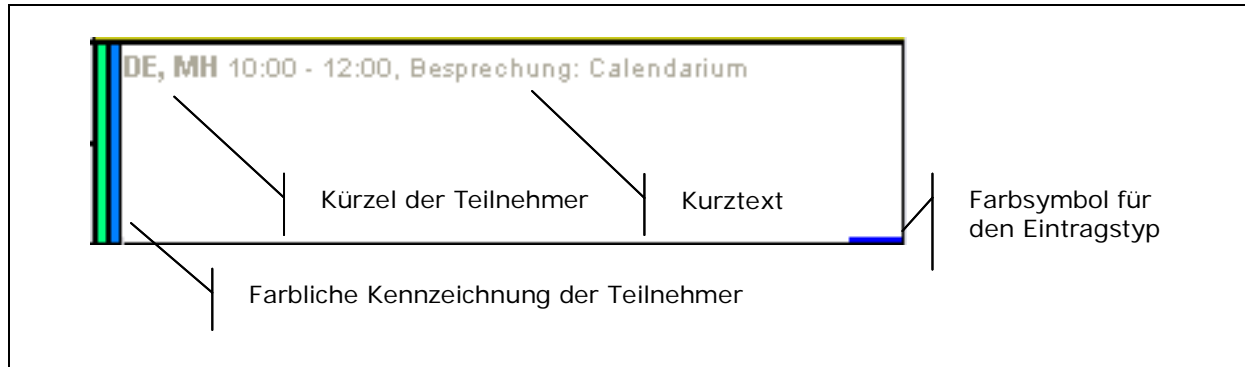 DE, MH 10:00 - 12:00, Besprechung: Calendarium
Kürzel der Teilnehmer
Kurztext
Farbsymbol für
den Eintragstyp
Farbliche Kennzeichnung der Teilnehmer